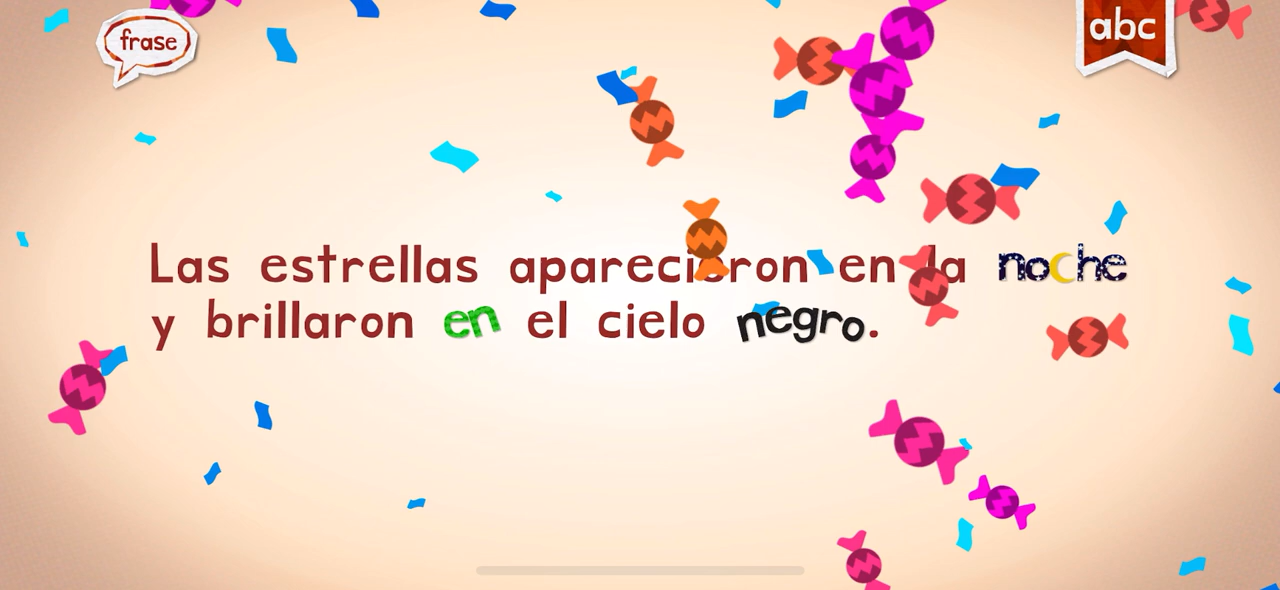 frase
abc
Las estrellas aparecieron en la noche
y brillaron en el cielo negro.